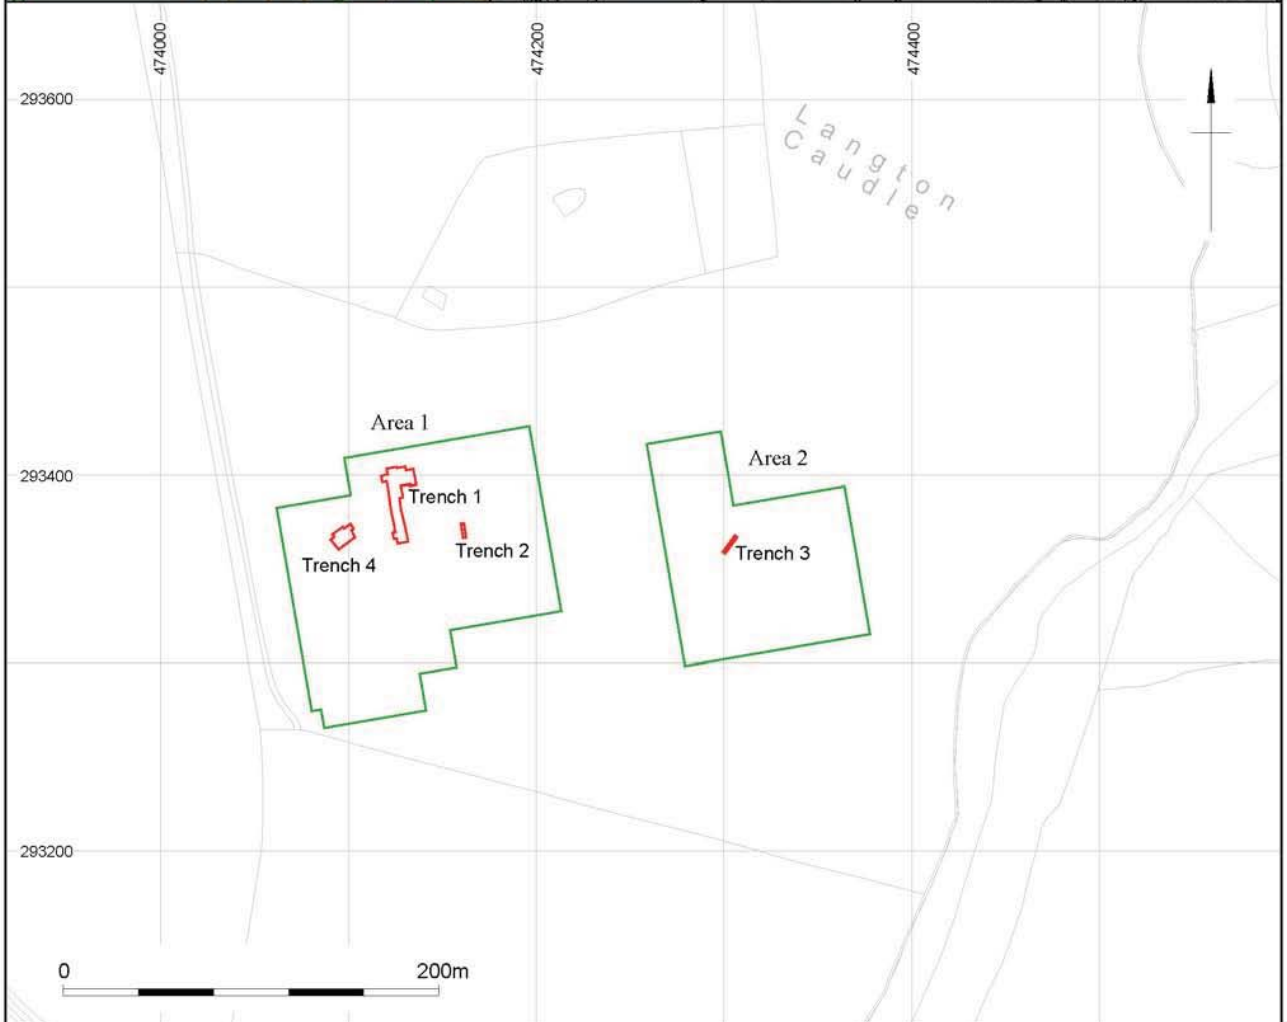 474000
474200
474400
293600
Langton
Caudle
Area 1
Area 2
293400
Trench 1
Trench 2
Trench 3
Trench 4
293200
0
200m